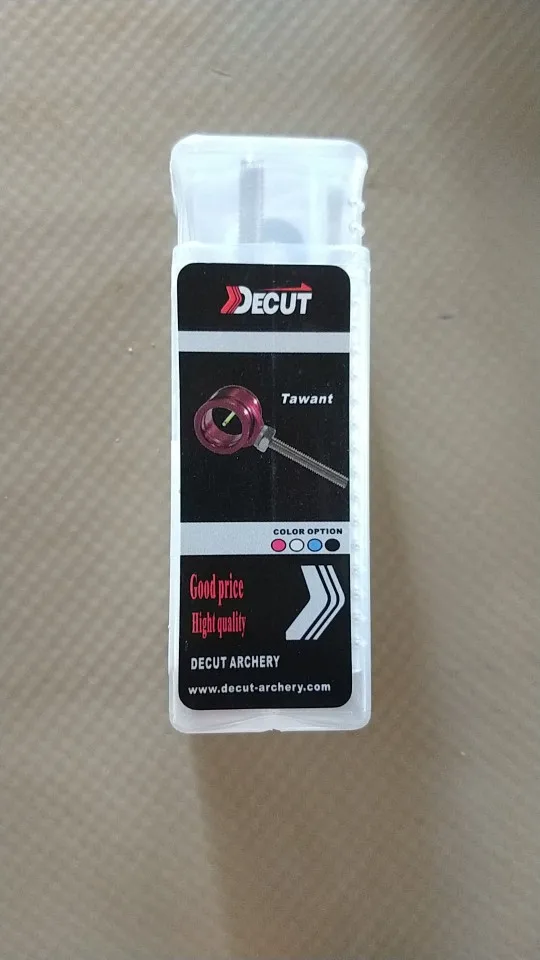 DECUT
Tawant
COLOR OPTION
Good price
Hight quality
DECUT ARCHERY
www.decut-archery.com